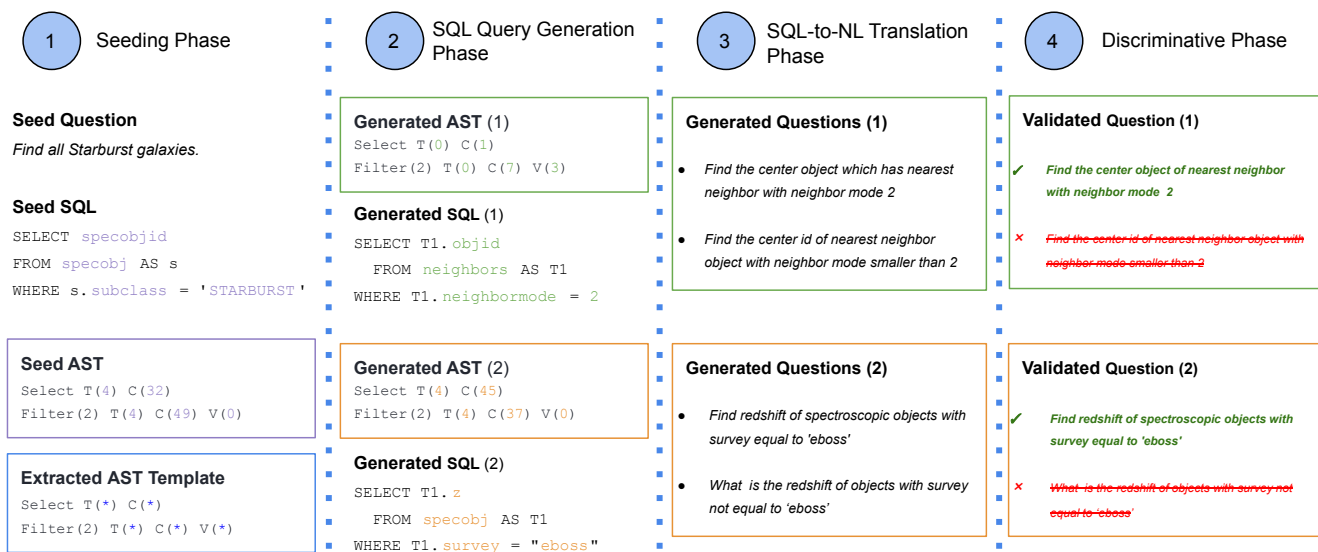 1
Seeding Phase
Seed Question
Find all Starburst galaxies.
Seed SQL
SELECT specobjid
FROM specobj AS s
WHERE s.subclass = 'STARBURST'
Seed AST
Select T(4) C(32)
Filter(2) T(4) C(49) V(0)
Extracted AST Template
Select T(*) C(*)
Filter(2) T(*) C(*) V(*)
2
SQL Query Generation
Phase
Generated AST (1)
Select T(0) C(1)
Filter(2) T(0) C(7) V(3)
Generated SQL (1)
SELECT T1.objid
FROM neighbors AS T1
WHERE T1.neighbormode = 2
Generated AST (2)
Select T(4) C(45)
Filter(2) T(4) C(37) V(0)
Generated SQL (2)
SELECT T1.z
FROM specobj AS T1
WHERE T1.survey = "eboss"
3
SQL-to-NL Translation
Phase
Generated Questions (1)
● Find the center object which has nearest
neighbor with neighbor mode 2
● Find the center id of nearest neighbor
object with neighbor mode smaller than 2
Generated Questions (2)
● Find redshift of spectroscopic objects with
survey equal to 'eboss'
● What is the redshift of objects with survey
not equal to ‘eboss’
4
Discriminative Phase
Validated Question (1)
✓ Find the center object of nearest neighbor
with neighbor mode 2
× Find the center id of nearest neighbor object with
neighbor mode smaller than 2
Validated Question (2)
✓ Find redshift of spectroscopic objects with
survey equal to 'eboss'
× What is the redshift of objects with survey not
equal to ‘eboss’